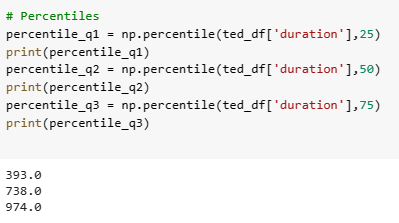 # Percentiles
percentile_q1 = np.percentile(ted_df['duration'],25)
print(percentile_q1)
percentile_q2 = np.percentile(ted_df['duration'],50)
print(percentile_q2)
percentile_q3 = np.percentile(ted_df['duration'],75)
print(percentile_q3)
393.0
738.0
974.0